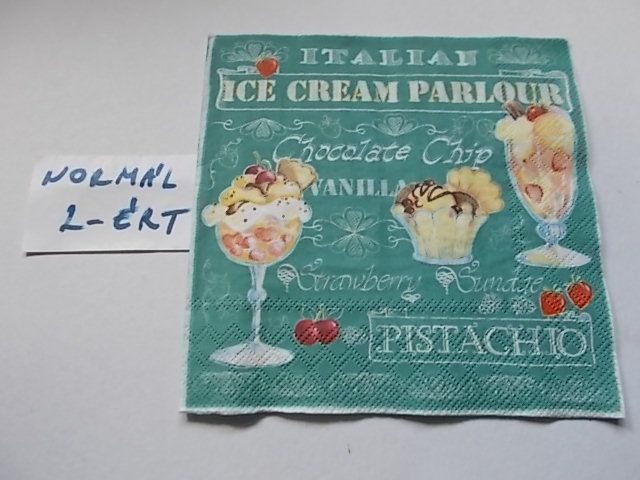 ITALIAN
ICE CREAM PARLOUR
Chocolate Chip
VANILLA
Strawberry Sundae
PISTACHIO
NORMÁL
2-ÉRT